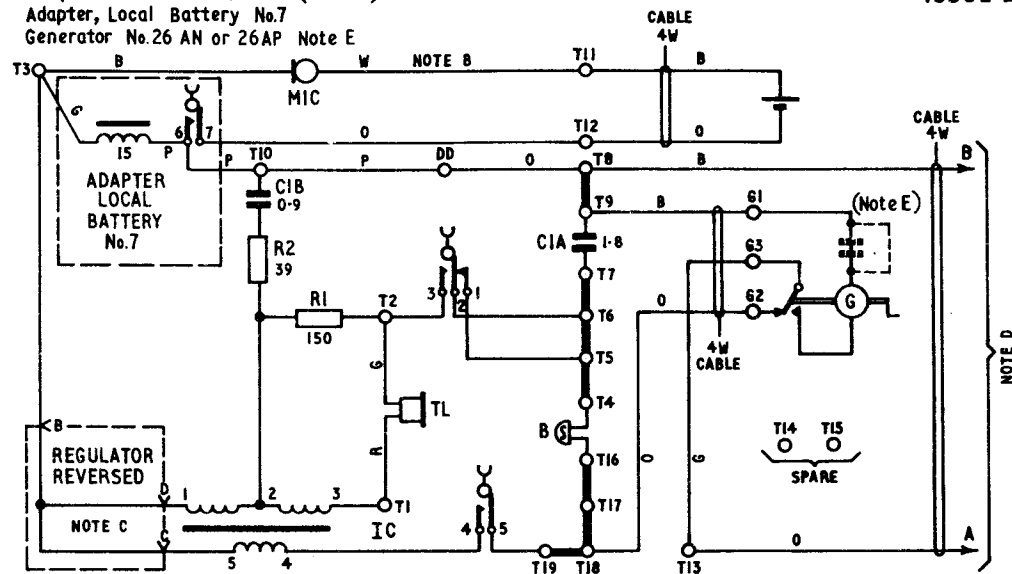 Adapter, Local Battery No.7
Generator No.26 AN or 26AP Note E
CABLE
4W
T3
B
MIC
W
NOTE B
T11
B
G
15
P
6
7
O
T12
O
CABLE
4W
P
T10
P
DD
O
T8
B
B
ADAPTER
LOCAL
BATTERY
No.7
C1B
0·9
T9
B
G1
(Note E)
C1A
1·8
G3
R2
39
T7
3
2
1
O
G2
G
R1
150
T2
T6
4W
CABLE
NOTE D
T5
G
TL
T4
B
S
T14
T15
SPARE
B
REGULATOR
REVERSED
R
T16
O
G
D
1
2
3
T1
IC
T17
NOTE C
C
5
4
4
5
T19
T18
T13
O
A